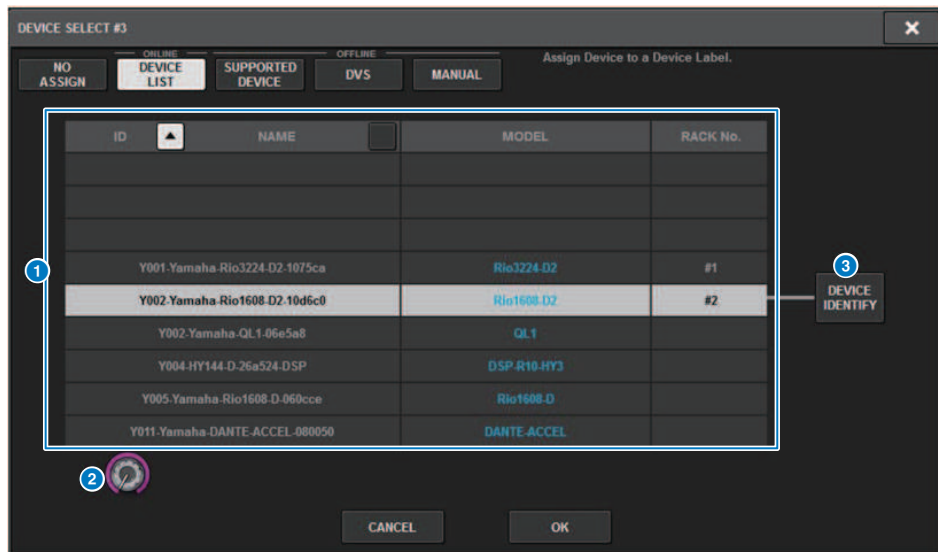 DEVICE SELECT #3
ONLINE OFFLINE
NO ASSIGN
DEVICE LIST
SUPPORTED DEVICE
DVS
MANUAL
Assign Device to a Device Label.
ID NAME MODEL RACK No.
Y001-Yamaha-Rio3224-D2-1075ca Rio3224-D2 #1
Y002-Yamaha-Rio1608-D2-10d6c0 Rio1608-D2 #2
Y002-Yamaha-QL1-06e5a8 QL1
Y004-HY144-D-26a524-DSP DSP-R10-HY3
Y005-Yamaha-Rio1608-D-060cce Rio1608-D
Y011-Yamaha-DANTE-ACCEL-080050 DANTE-ACCEL
1
3
DEVICE IDENTIFY
2
CANCEL OK